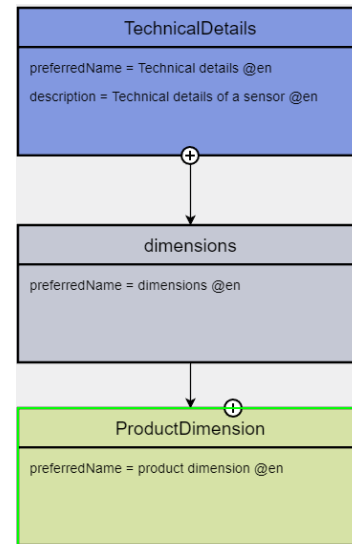 TechnicalDetails
preferredName = Technical details @en
description = Technical details of a sensor @en
dimensions
preferredName = dimensions @en
ProductDimension
preferredName = product dimension @en